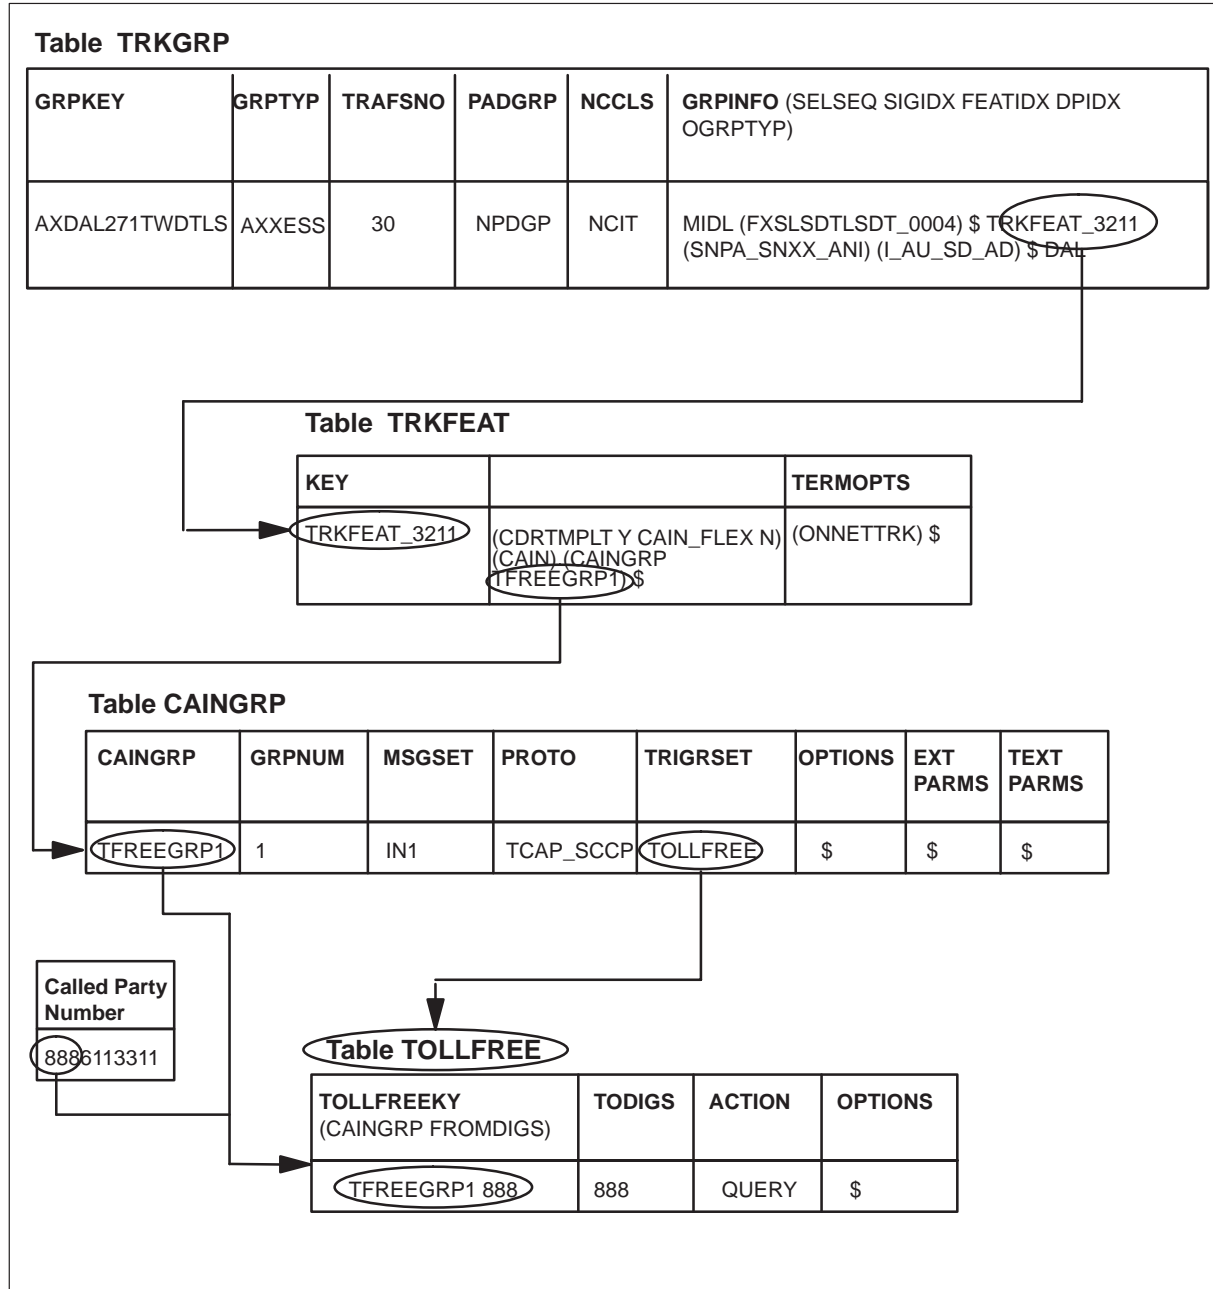 Table TRKGRP
GRPKEY GRPTYP TRAFSNO PADGRP NCCLS GRPINFO (SELSEQ SIGIDX FEATIDX DPIDX
OGRPTYP)
AXDAL271TWDTLS AXXESS 30 NPDGP NCIT MIDL (FXSLSDTLSDT_0004) $ TRKFEAT_3211
(SNPA_SNXX_ANI) (I_AU_SD_AD) $ DAL
Table TRKFEAT
KEY TERMOPTS
TRKFEAT_3211 (CDRTMPLT Y CAIN_FLEX N) (ONNETTRK) $
(CAIN) (CAINGRP
TFREEGRP1) $
Table CAINGRP
CAINGRP GRPNUM MSGSET PROTO TRIGRSET OPTIONS EXT TEXT
PARMS PARMS
TFREEGRP1 1 IN1 TCAP_SCCP TOLLFREE $ $ $
Called Party
Number
8886113311
Table TOLLFREE
TOLLFREEKY TODIGS ACTION OPTIONS
(CAINGRP FROMDIGS)
TFREEGRP1 888 888 QUERY $